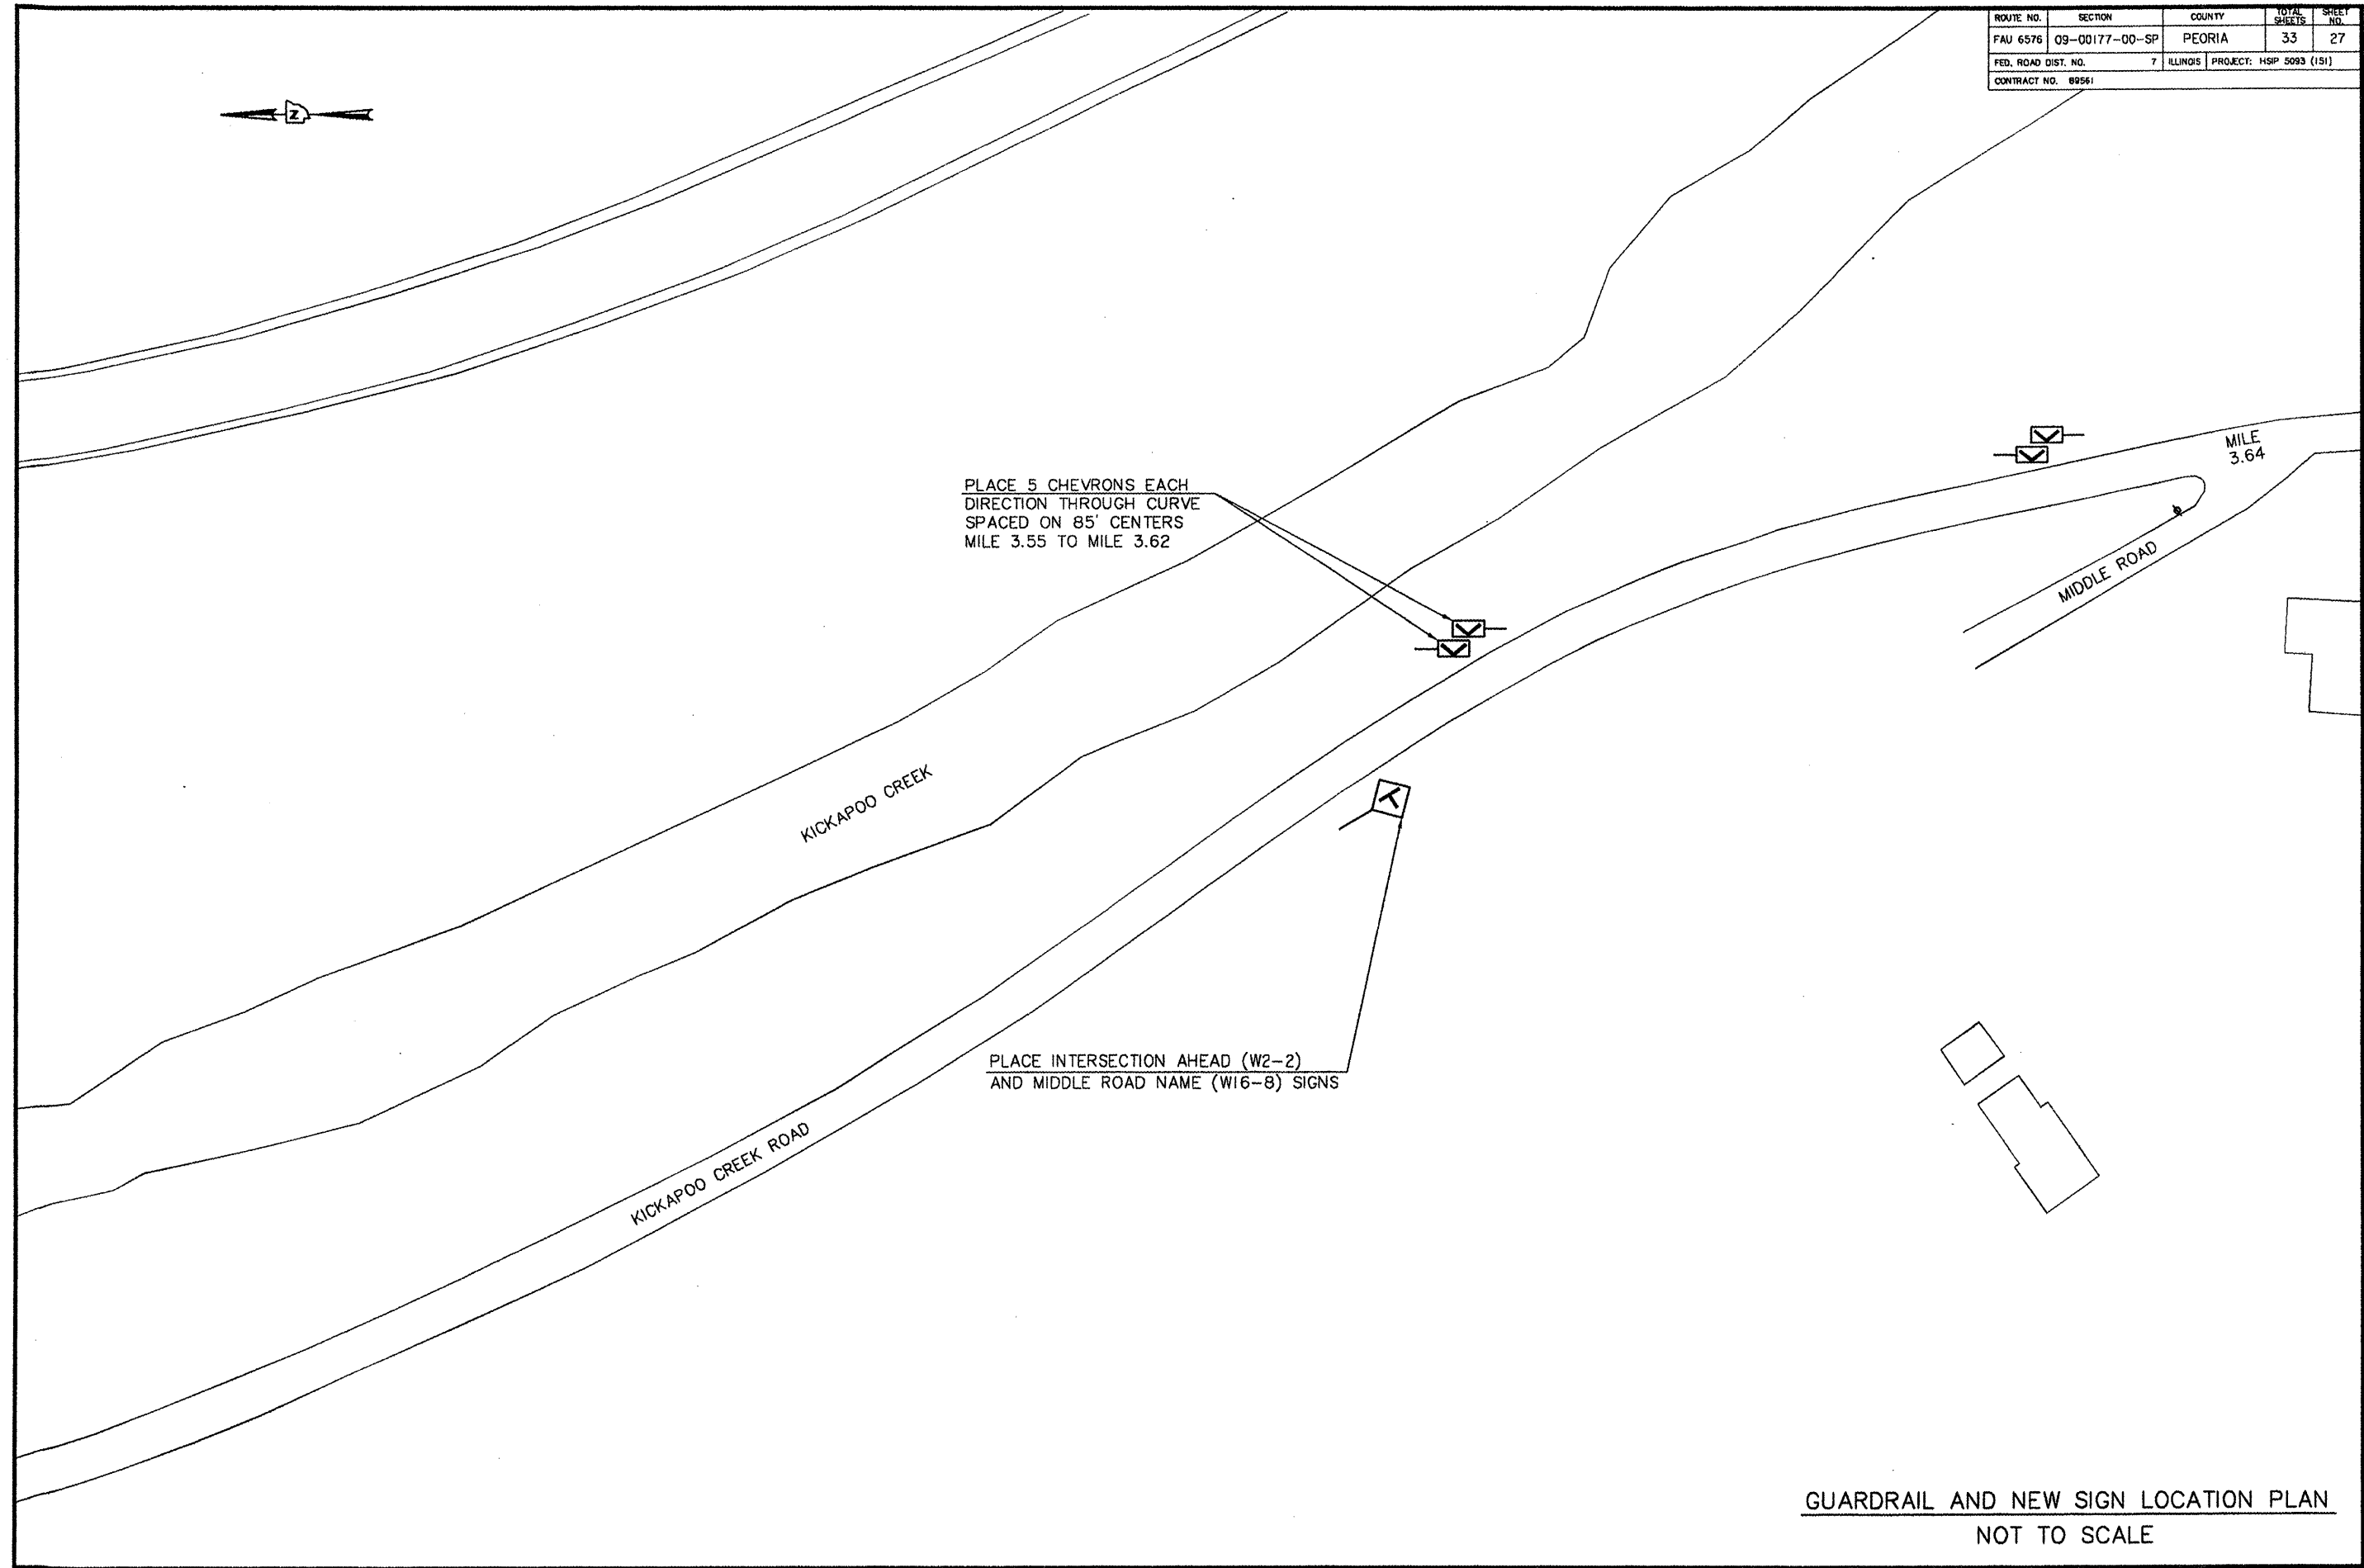 ROUTE NO. SECTION COUNTY TOTAL SHEETS SHEET NO.
FAU 6576 09-00177-00-SP PEORIA 33 27
FED. ROAD DIST. NO. 7 ILLINOIS PROJECT: HSIP 5093 (151)
CONTRACT NO. 89561
Z
MILE
3.64
PLACE 5 CHEVRONS EACH
DIRECTION THROUGH CURVE
SPACED ON 85' CENTERS
MILE 3.55 TO MILE 3.62
MIDDLE ROAD
KICKAPOO CREEK
PLACE INTERSECTION AHEAD (W2-2)
AND MIDDLE ROAD NAME (W16-8) SIGNS
KICKAPOO CREEK ROAD
GUARDRAIL AND NEW SIGN LOCATION PLAN
NOT TO SCALE